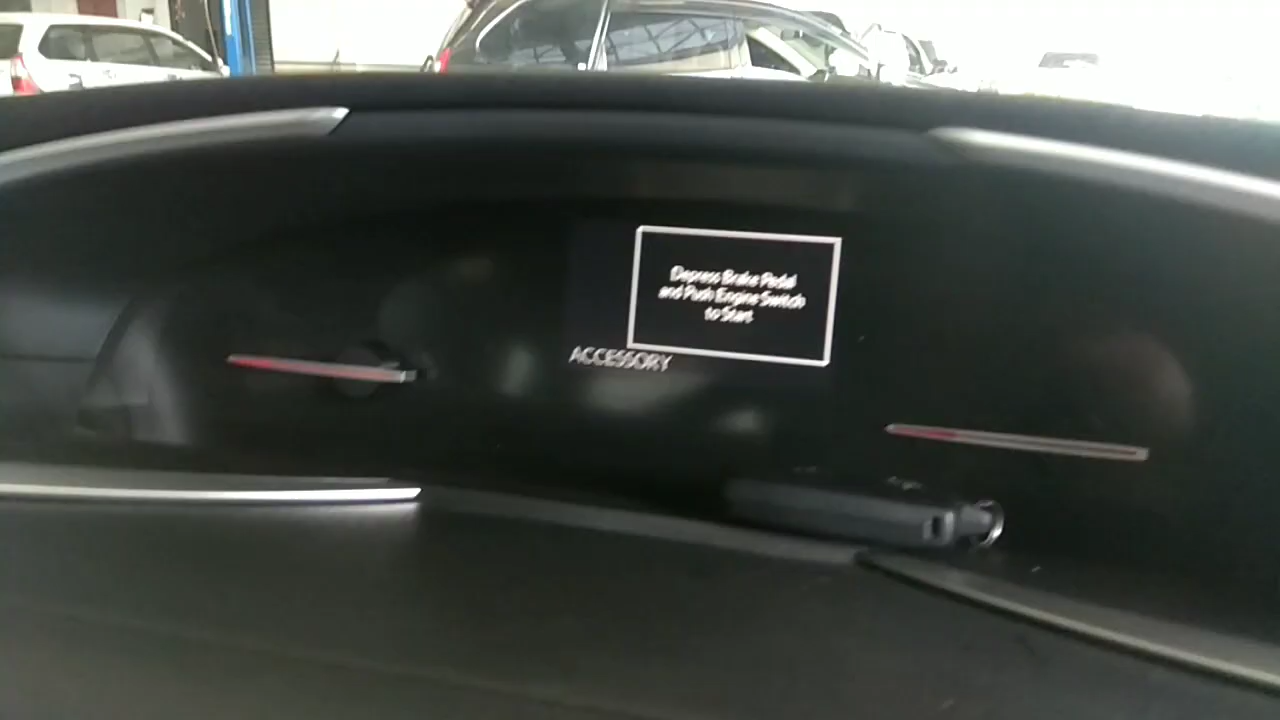 Depress Brake Pedal
and Push Engine Switch
to Start
ACCESSORY